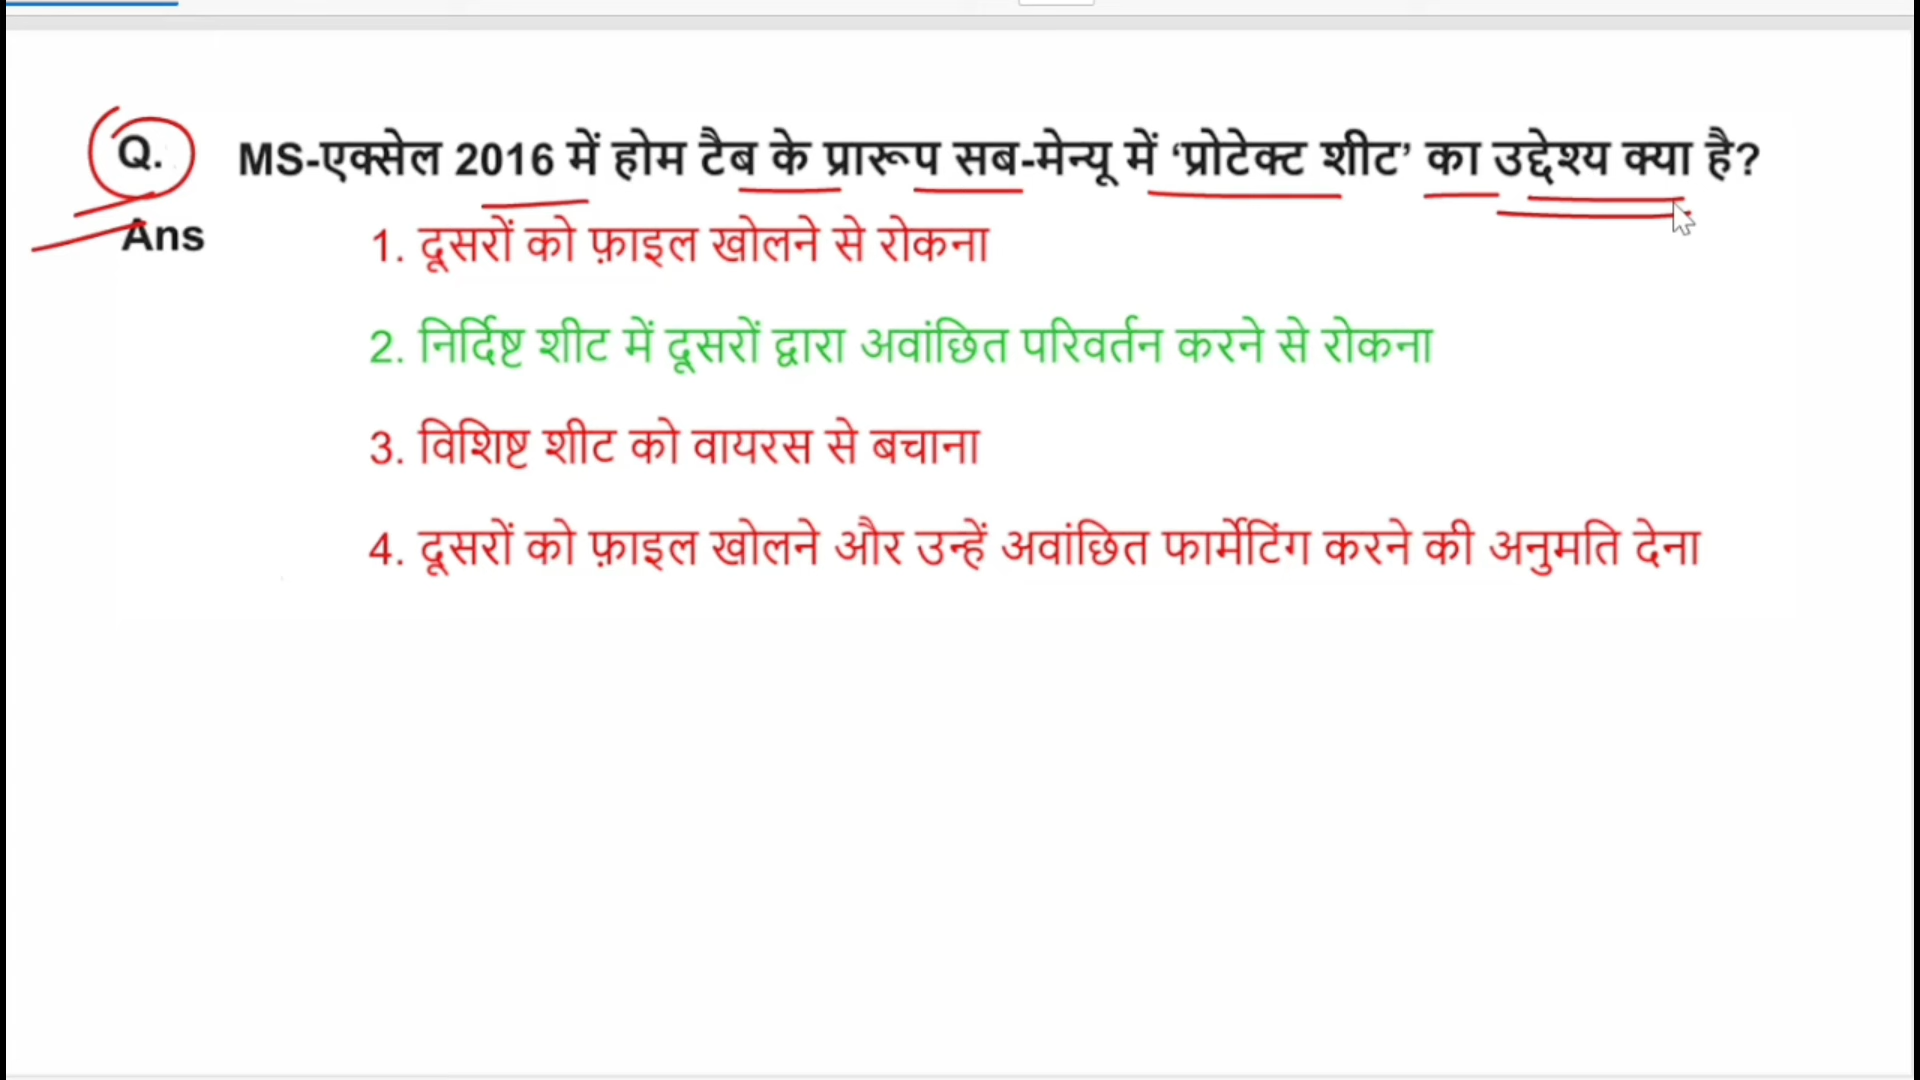 Q. MS-एक्सेल 2016 में होम टैब के प्रारूप सब-मेन्यू में ‘प्रोटेक्ट शीट’ का उद्देश्य क्या है?
Ans 1. दूसरों को फ़ाइल खोलने से रोकना
2. निर्दिष्ट शीट में दूसरों द्वारा अवांछित परिवर्तन करने से रोकना
3. विशिष्ट शीट को वायरस से बचाना
4. दूसरों को फ़ाइल खोलने और उन्हें अवांछित फार्मेटिंग करने की अनुमति देना